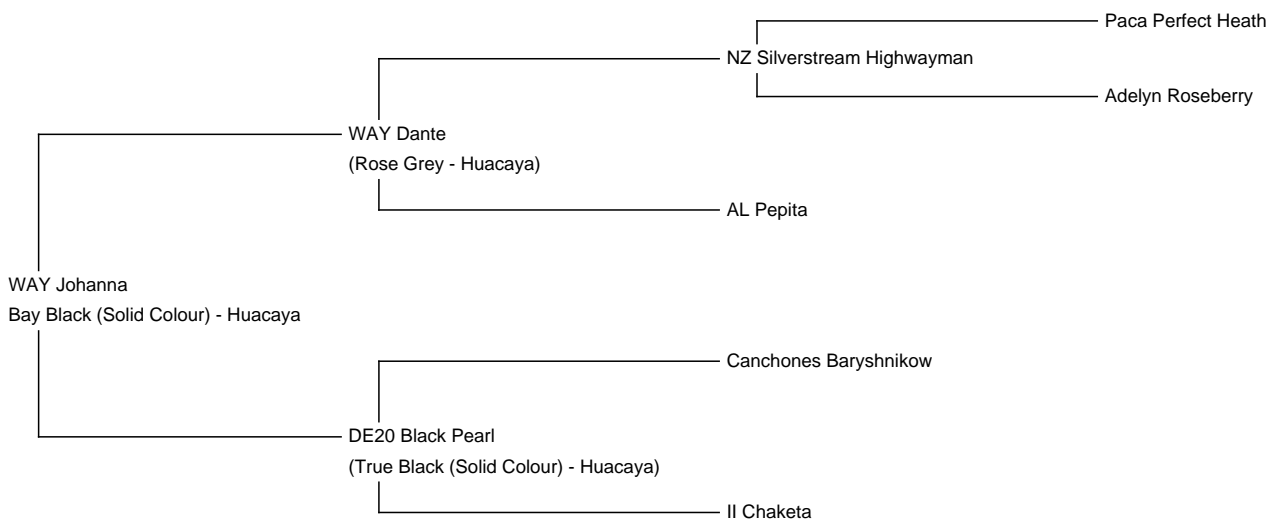 Paca Perfect Heath
NZ Silverstream Highwayman
Adelyn Roseberry
WAY Dante
(Rose Grey - Huacaya)
AL Pepita
WAY Johanna
Bay Black (Solid Colour) - Huacaya
Canchones Baryshnikow
DE20 Black Pearl
(True Black (Solid Colour) - Huacaya)
II Chaketa